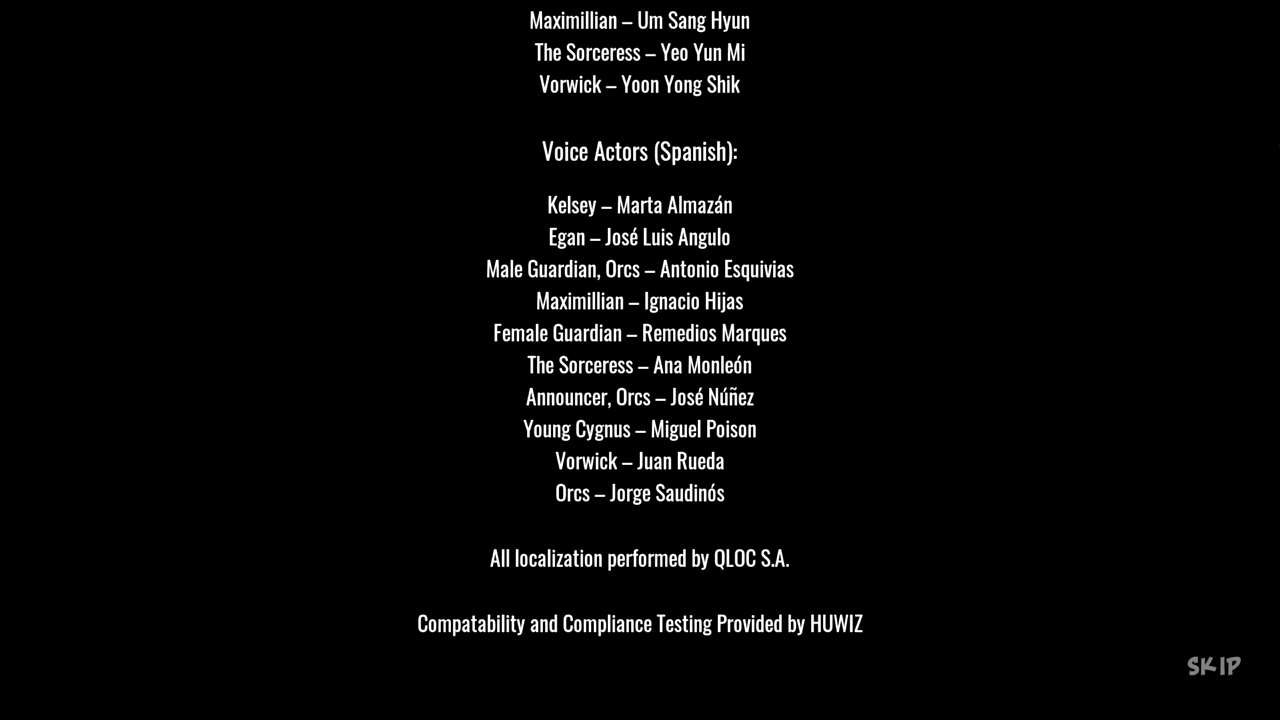 Maximillian – Um Sang Hyun
The Sorceress – Yeo Yun Mi
Vorwick – Yoon Yong Shik
Voice Actors (Spanish):
Kelsey – Marta Almazán
Egan – José Luis Angulo
Male Guardian, Orcs – Antonio Esquivias
Maximillian – Ignacio Hijas
Female Guardian – Remedios Marques
The Sorceress – Ana Monleón
Announcer, Orcs – José Núñez
Young Cygnus – Miguel Poison
Vorwick – Juan Rueda
Orcs – Jorge Saudinós
All localization performed by QLOC S.A.
Compatability and Compliance Testing Provided by HUWIZ
SKIP